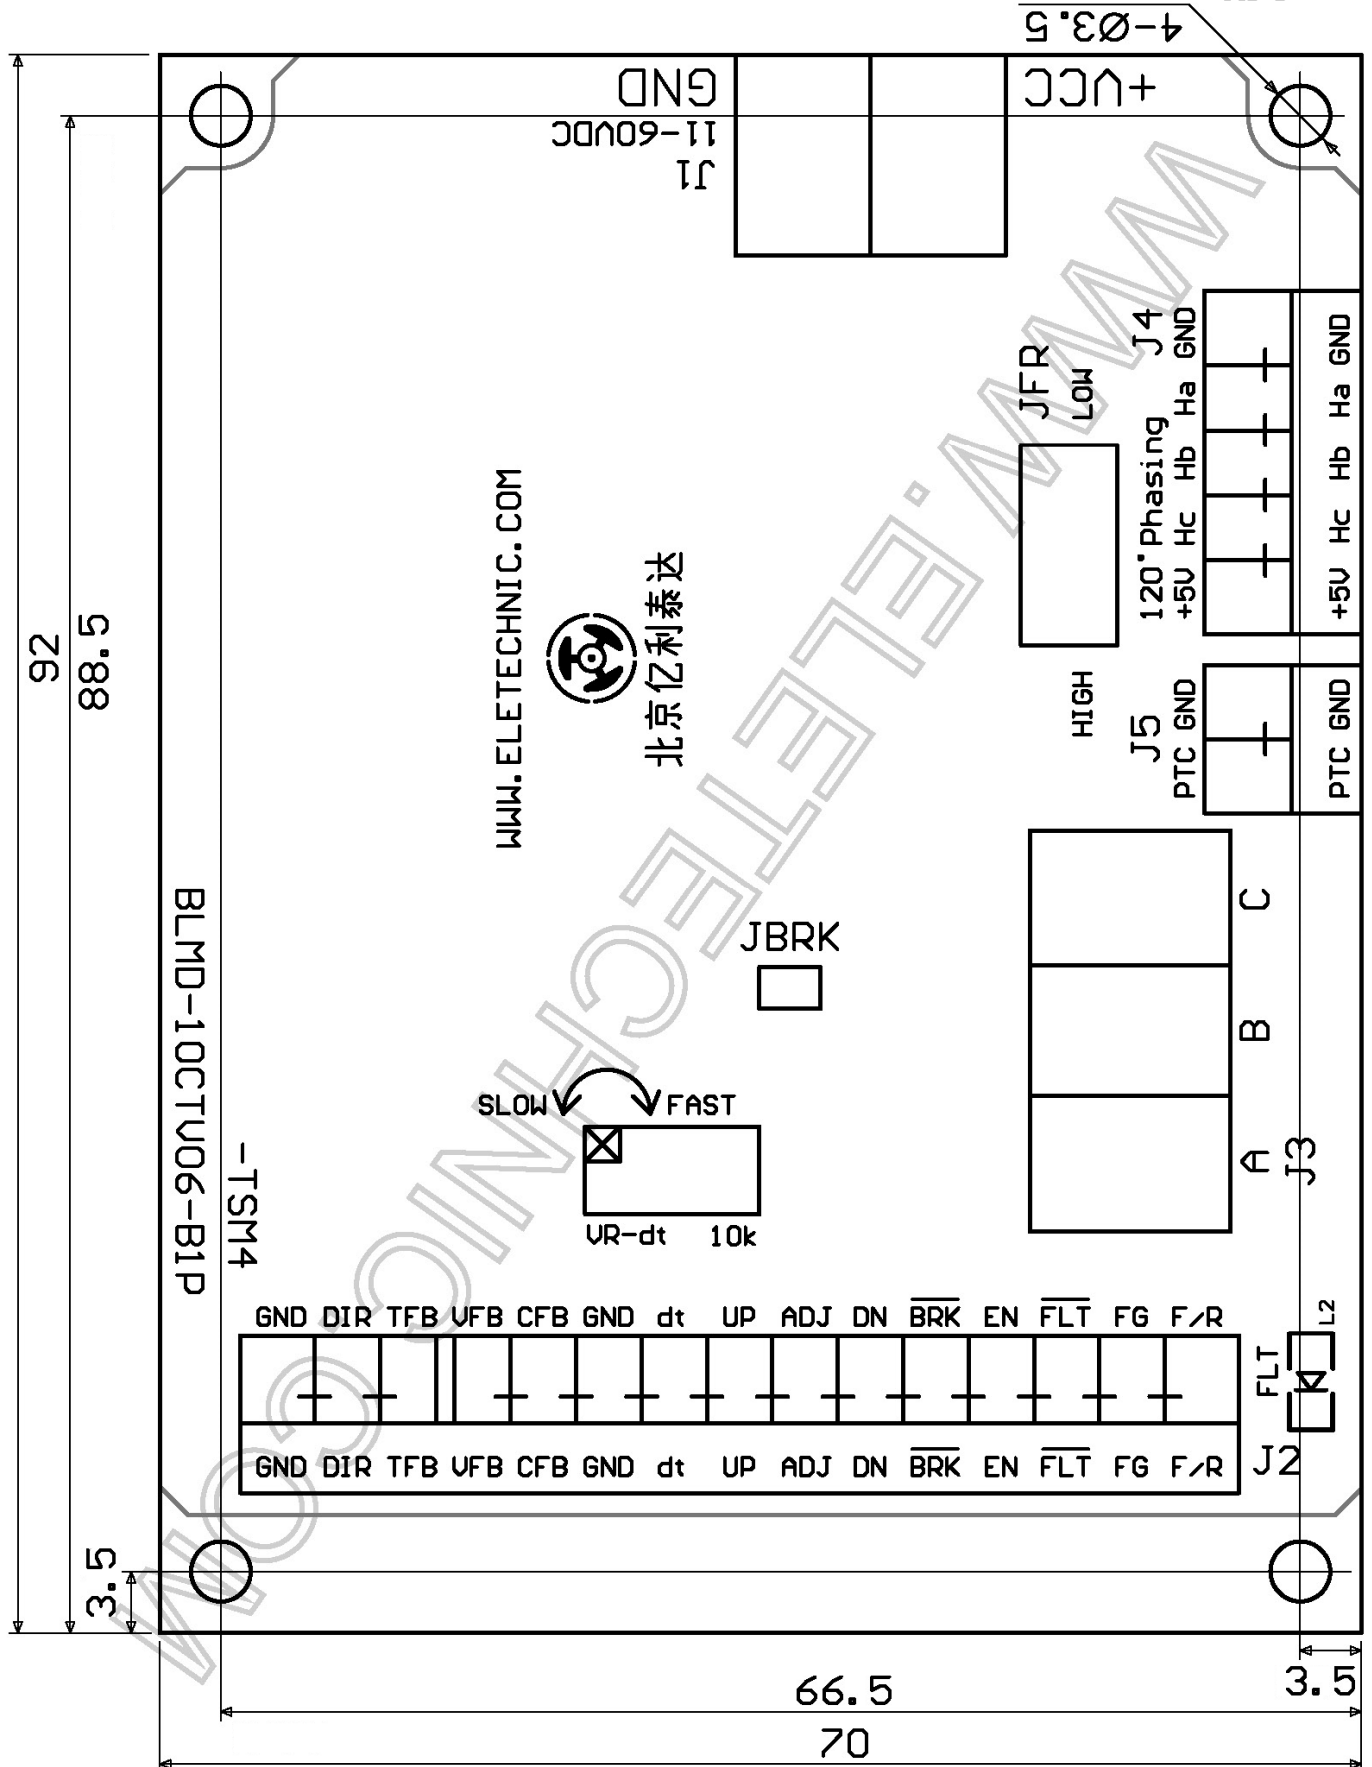 4-Ø3.5
GND
+VCC
11-60VDC
J1
92
88.5
3.5
WWW.ELETECHNIC.COM
北京亿利泰达
JFR
LOW
HIGH
J4
120°Phasing
+5V Hc Hb Ha GND
+5V Hc Hb Ha GND
J5
PTC GND
PTC GND
BLMD-10CTV06-B1P
-TSM4
JBRK
SLOW FAST
VR-dt 10k
C
B
A
J3
GND DIR TFB VFB CFB GND dt UP ADJ DN BRK EN FLT FG F/R
GND DIR TFB VFB CFB GND dt UP ADJ DN BRK EN FLT FG F/R
J2
FLT
L2
3.5
66.5
70
WWW.ELETECHNIC.COM